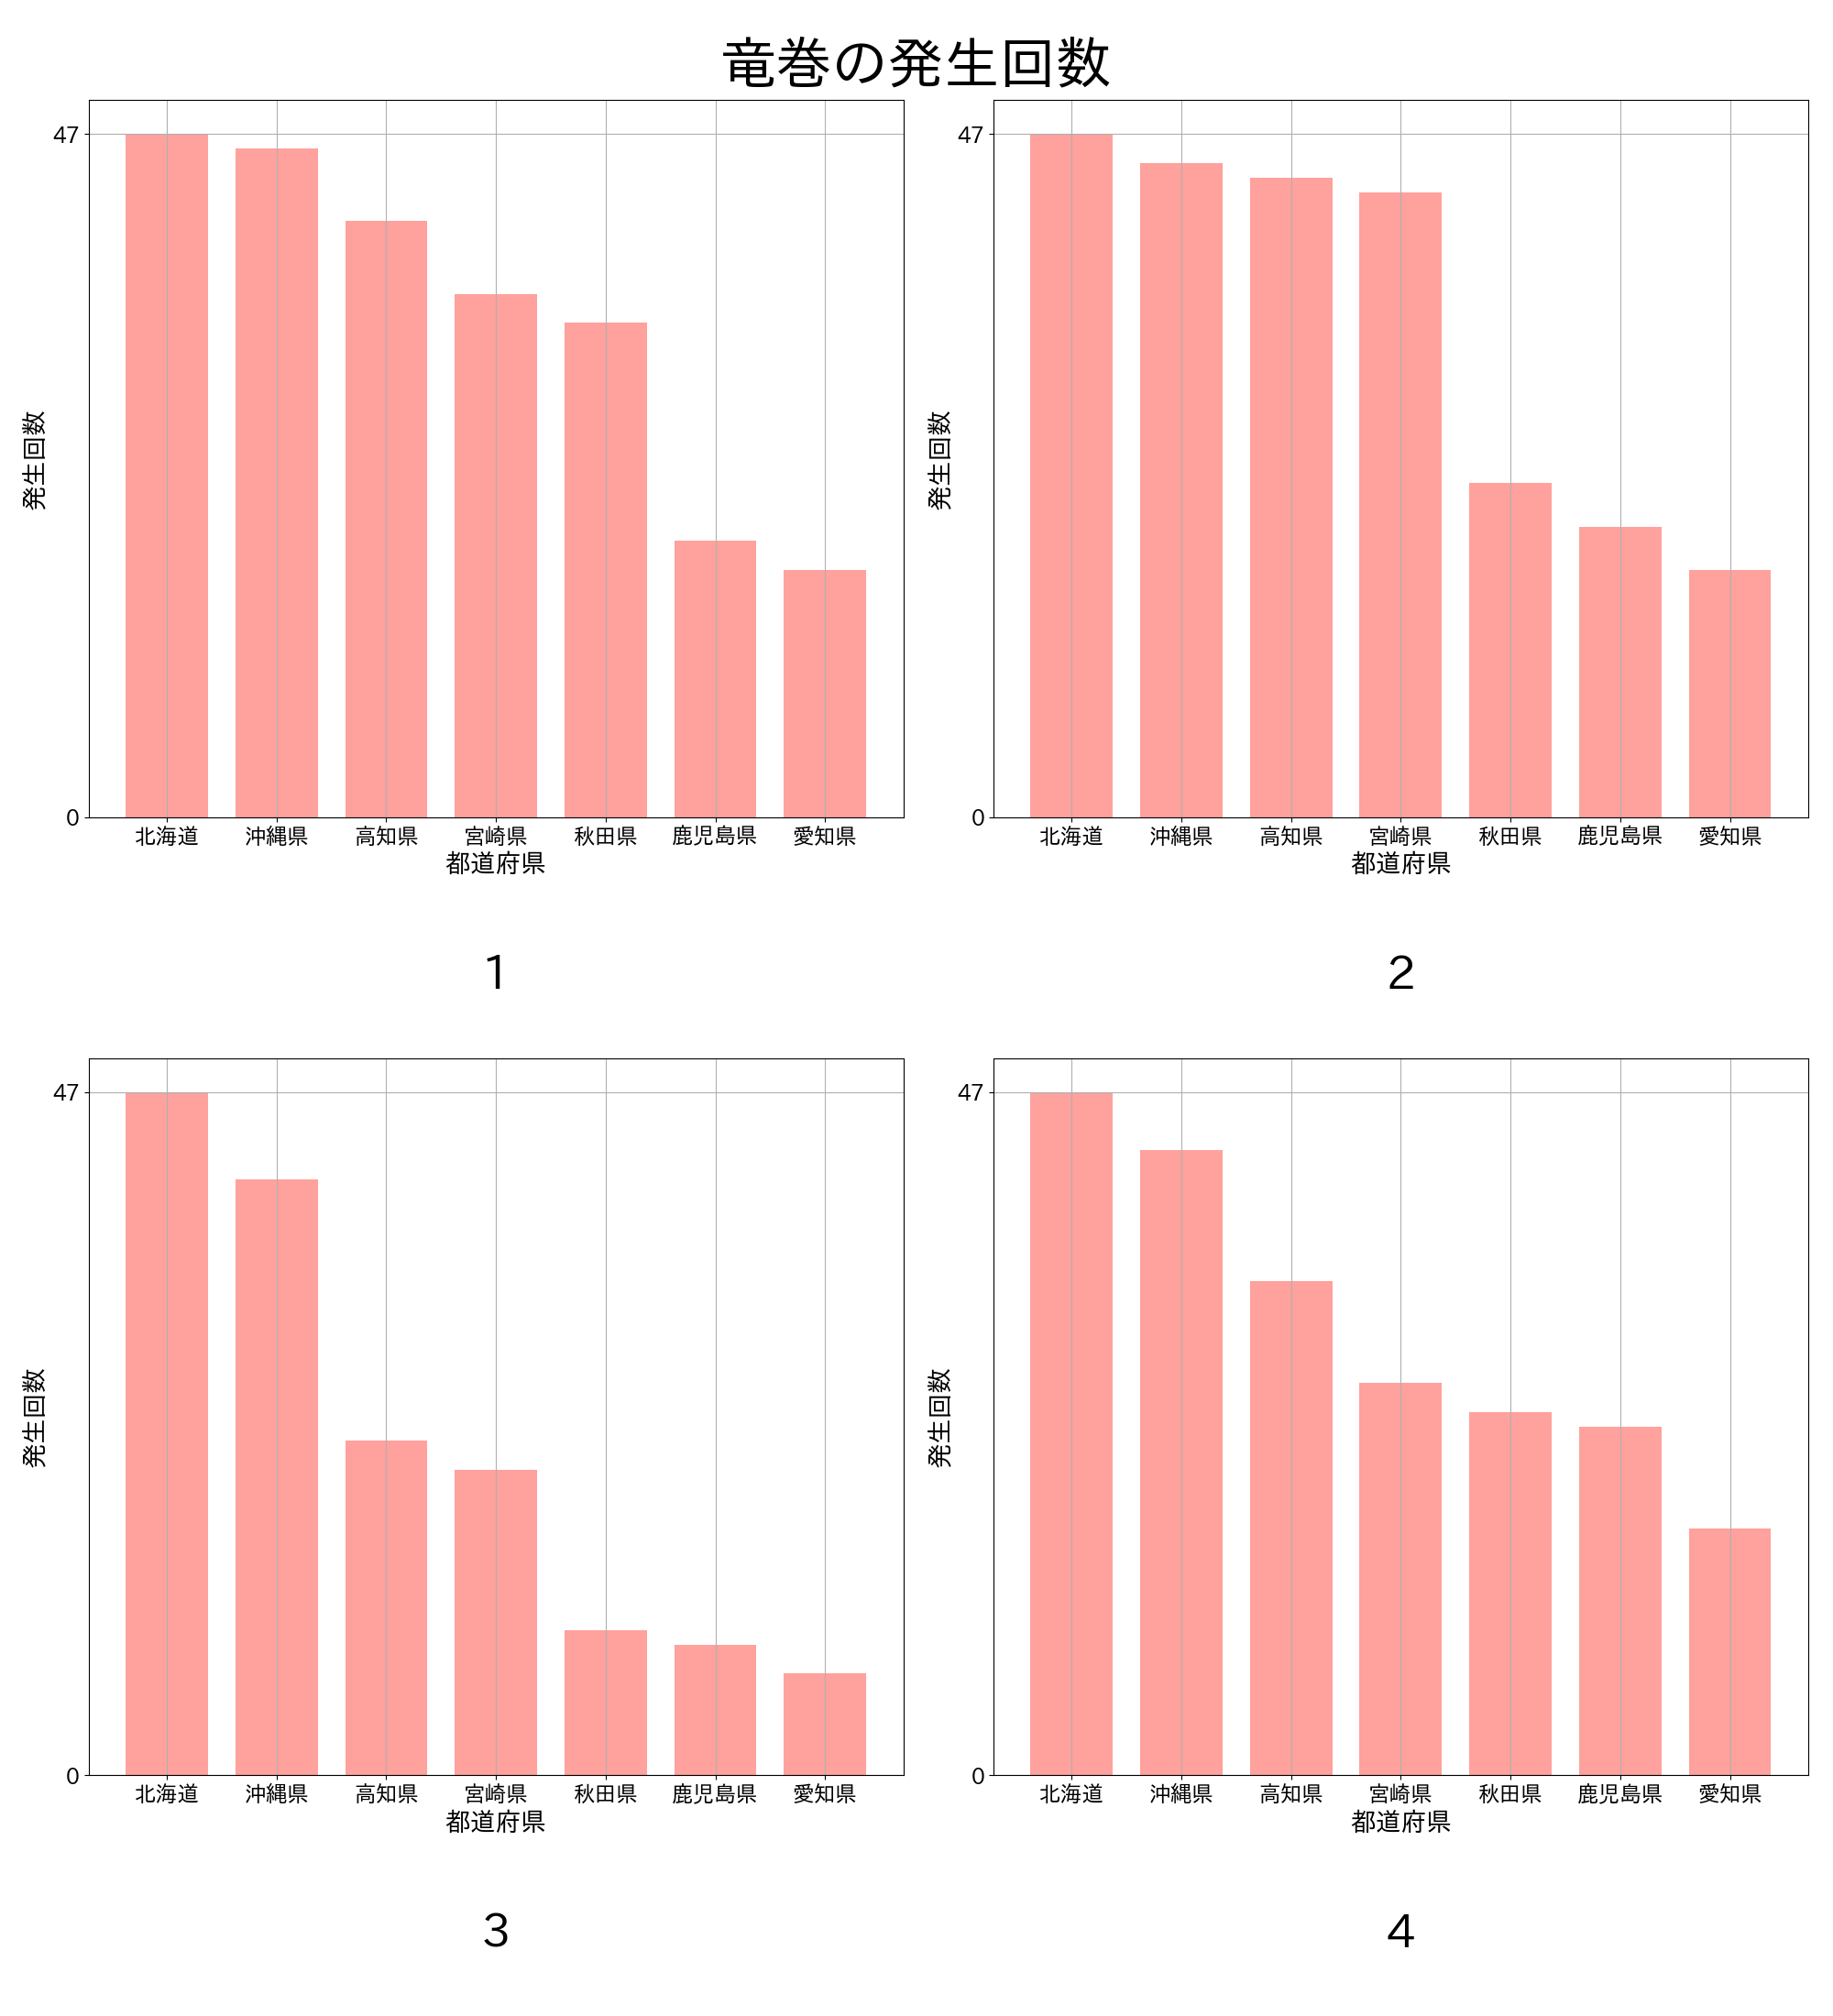 竜巻の発生回数
47
発生回数
0
北海道 沖縄県 高知県 宮崎県 秋田県 鹿児島県 愛知県
都道府県
1
47
発生回数
0
北海道 沖縄県 高知県 宮崎県 秋田県 鹿児島県 愛知県
都道府県
2
47
発生回数
0
北海道 沖縄県 高知県 宮崎県 秋田県 鹿児島県 愛知県
都道府県
3
47
発生回数
0
北海道 沖縄県 高知県 宮崎県 秋田県 鹿児島県 愛知県
都道府県
4